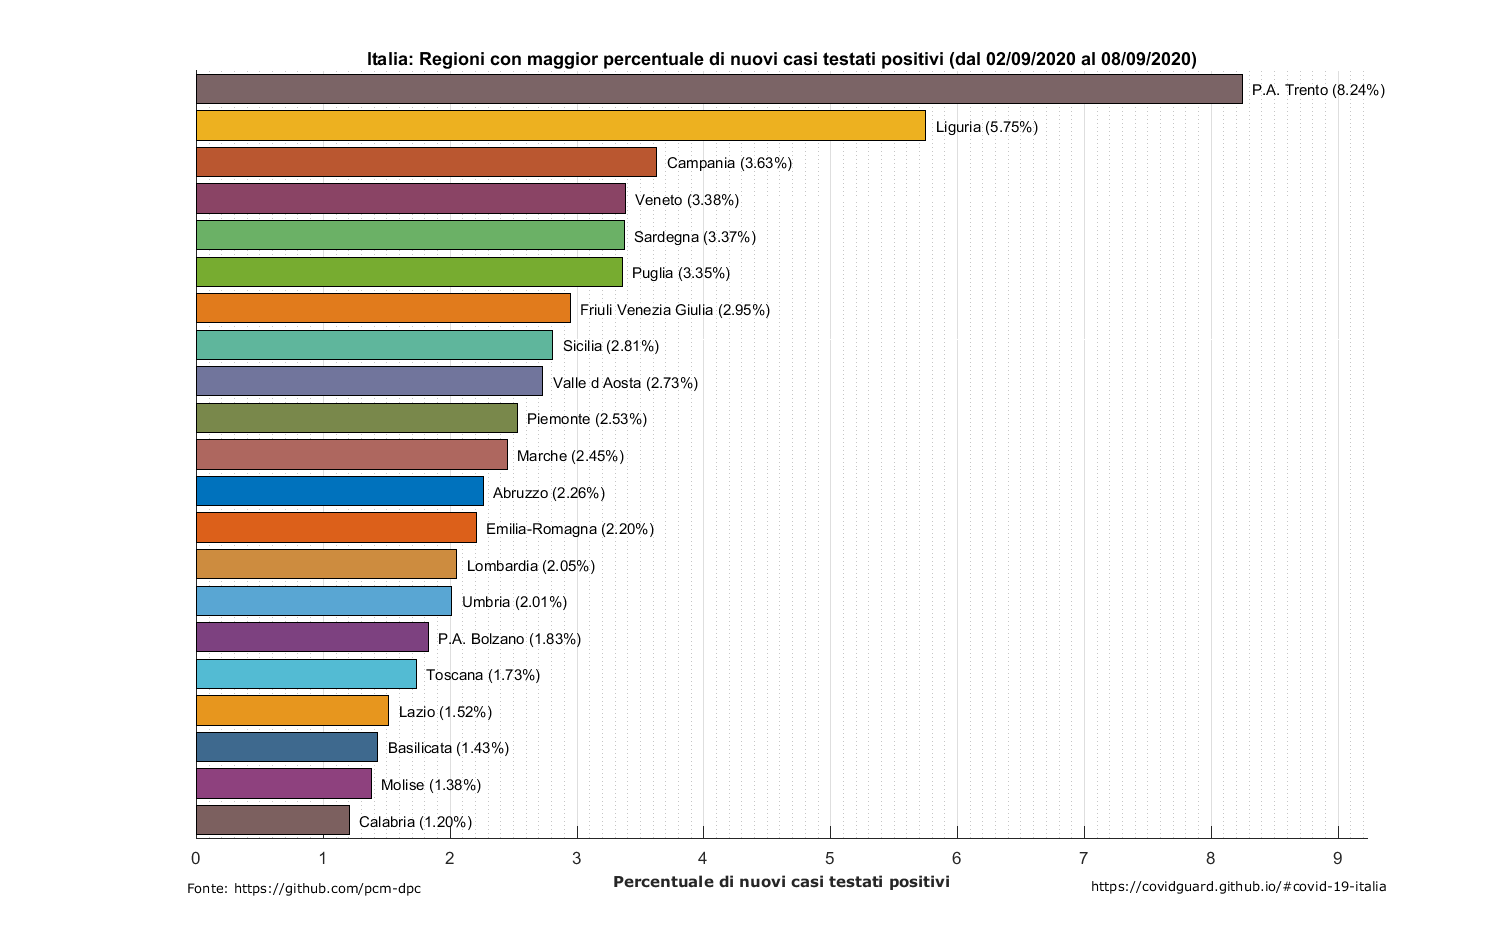 Italia: Regioni con maggior percentuale di nuovi casi testati positivi (dal 02/09/2020 al 08/09/2020)
P.A. Trento (8.24%)
Liguria (5.75%)
Campania (3.63%)
Veneto (3.38%)
Sardegna (3.37%)
Puglia (3.35%)
Friuli Venezia Giulia (2.95%)
Sicilia (2.81%)
Valle d Aosta (2.73%)
Piemonte (2.53%)
Marche (2.45%)
Abruzzo (2.26%)
Emilia-Romagna (2.20%)
Lombardia (2.05%)
Umbria (2.01%)
P.A. Bolzano (1.83%)
Toscana (1.73%)
Lazio (1.52%)
Basilicata (1.43%)
Molise (1.38%)
Calabria (1.20%)
0 1 2 3 4 5 6 7 8 9
Percentuale di nuovi casi testati positivi
Fonte: https://github.com/pcm-dpc
https://covidguard.github.io/#covid-19-italia